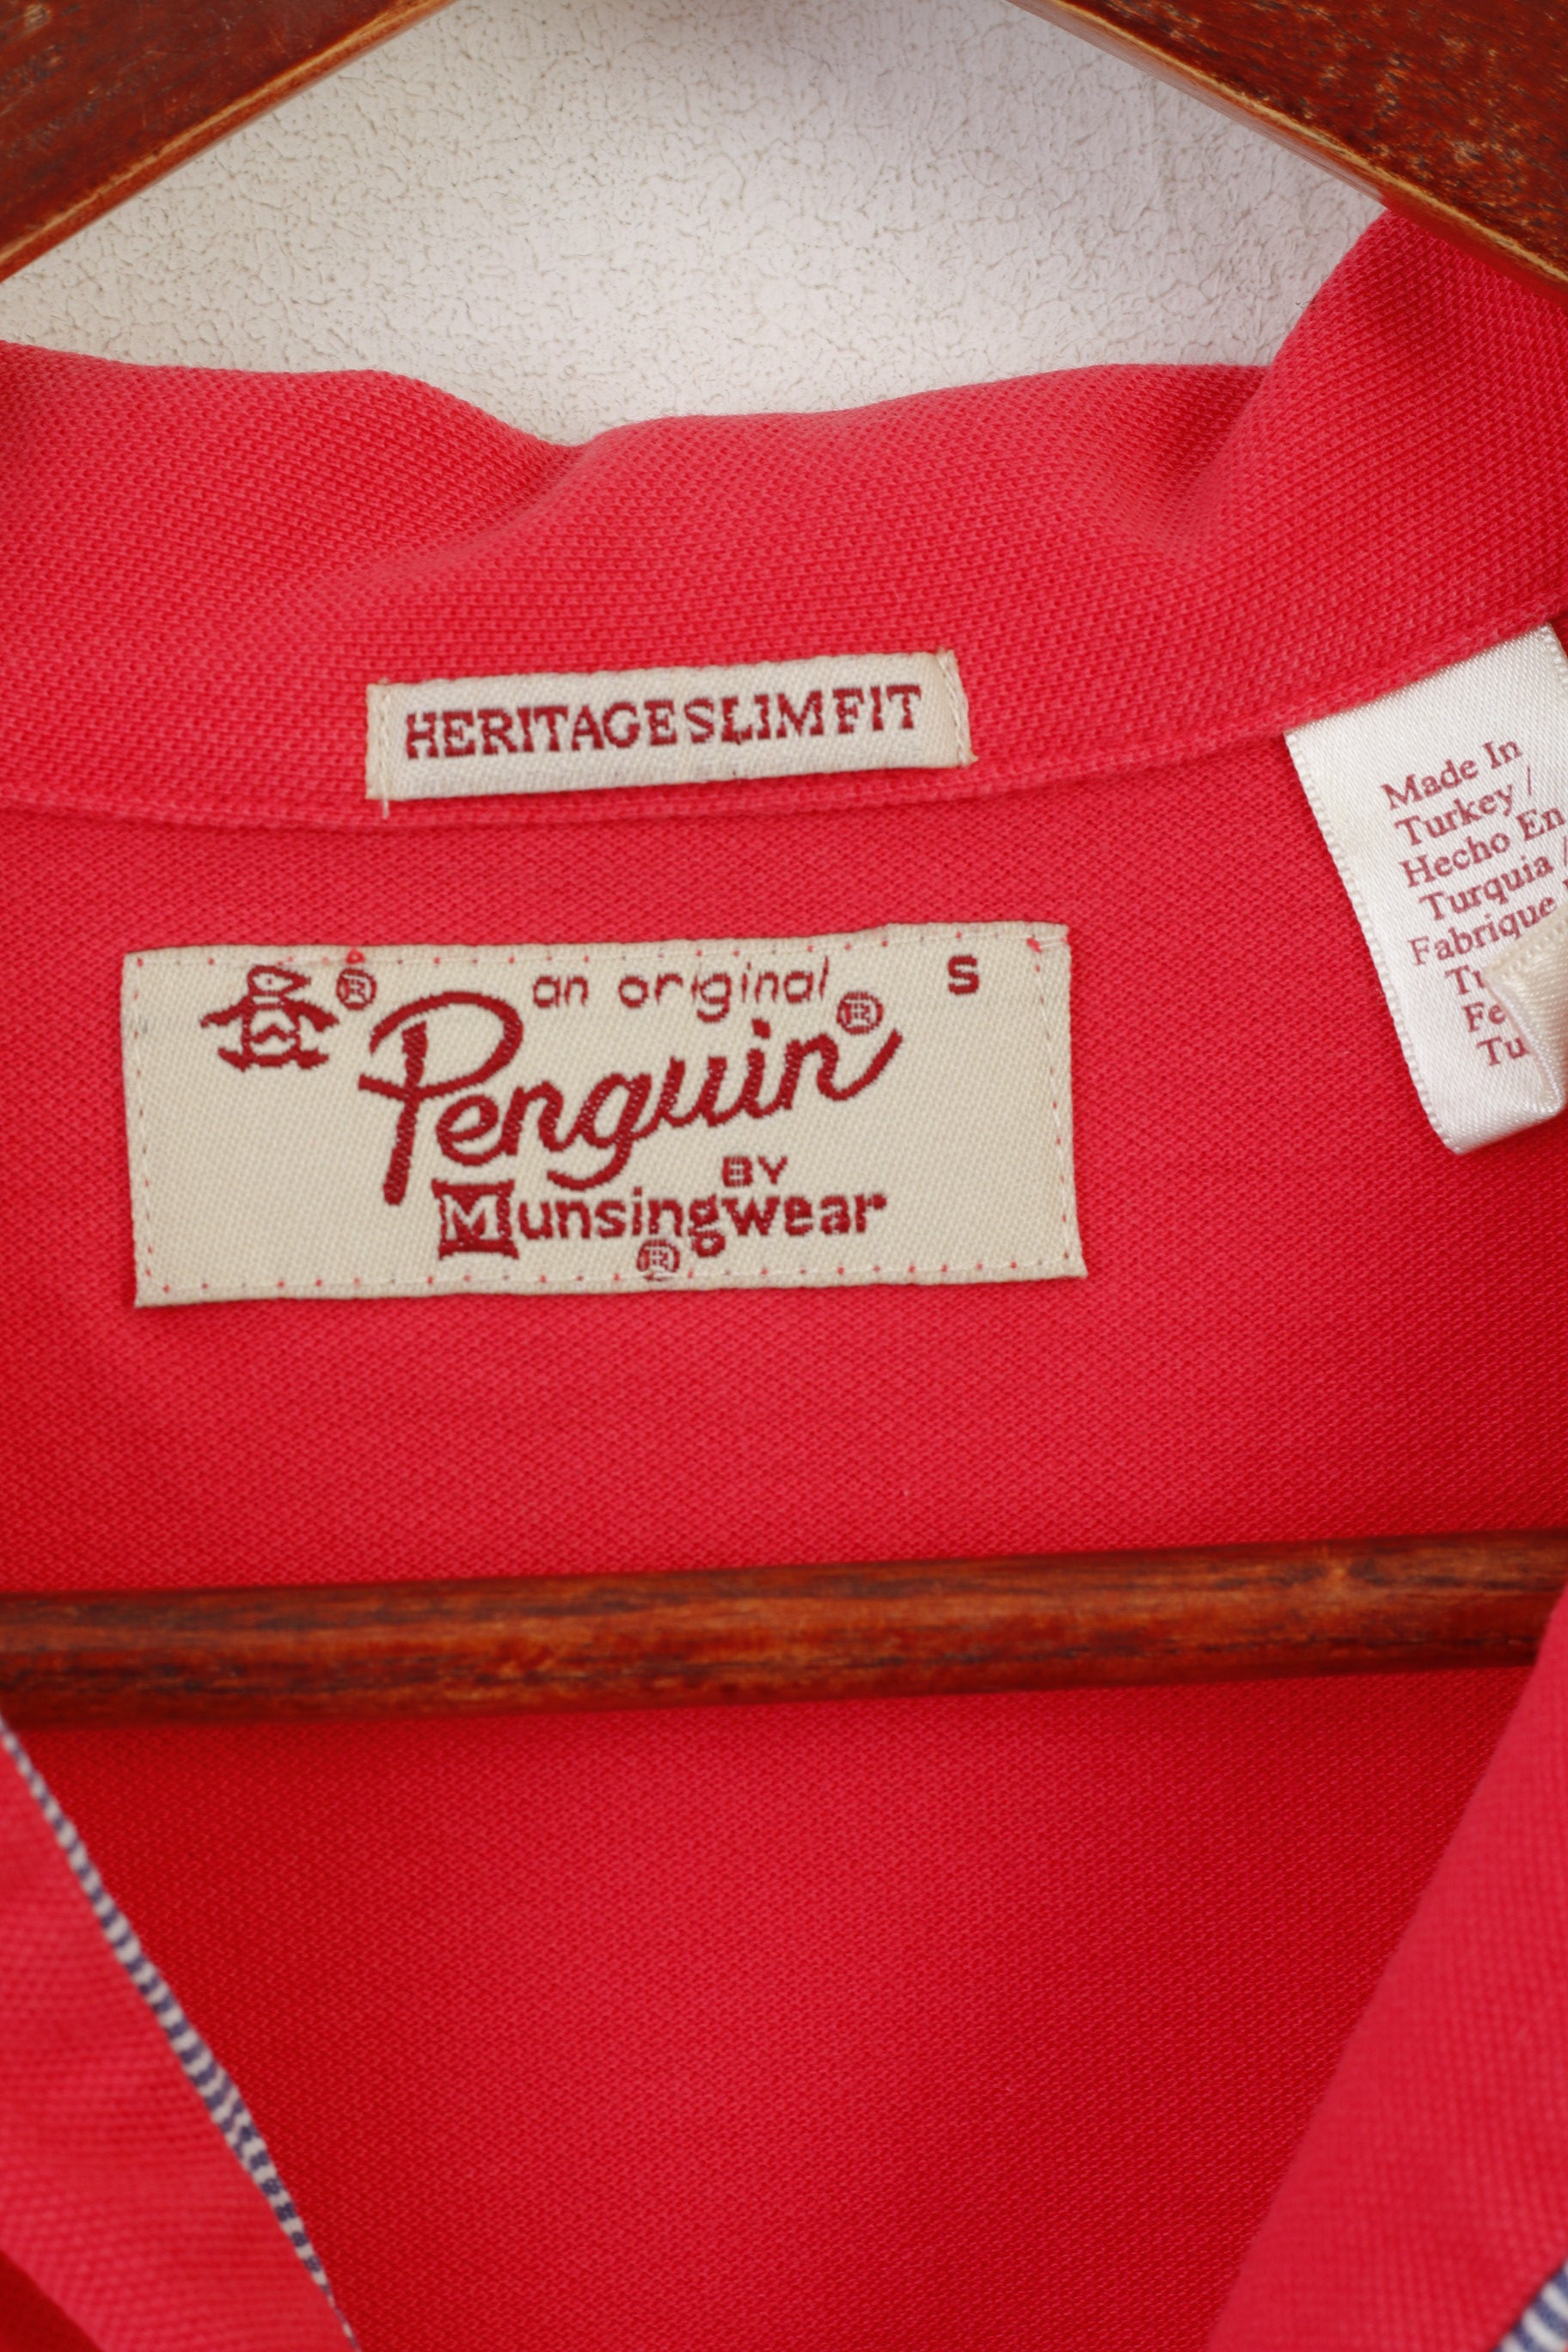 HERITAGE SLIM FIT
® an original S
Penguin®
BY
Munsingwear
®
Made In
Turkey /
Hecho En
Turquia /
Fabrique